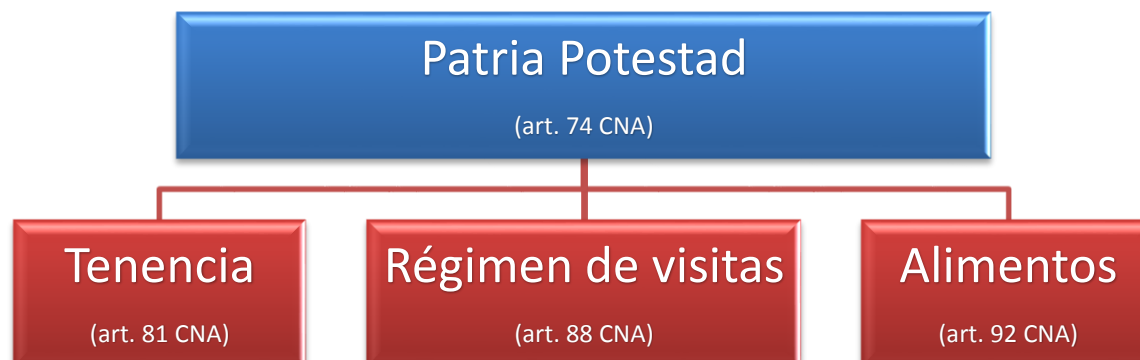 Patria Potestad
(art. 74 CNA)
Tenencia
(art. 81 CNA)
Régimen de visitas
(art. 88 CNA)
Alimentos
(art. 92 CNA)